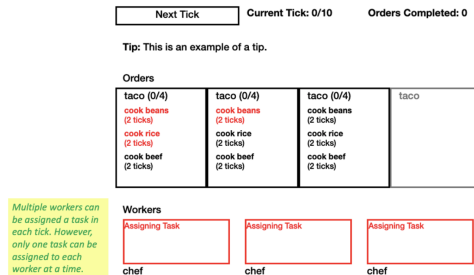 Next Tick
Current Tick: 0/10
Orders Completed: 0
Tip: This is an example of a tip.
Orders
taco (0/4)
cook beans
(2 ticks)
cook rice
(2 ticks)
cook beef
(2 ticks)
taco (0/4)
cook beans
(2 ticks)
cook rice
(2 ticks)
cook beef
(2 ticks)
taco (0/4)
cook beans
(2 ticks)
cook rice
(2 ticks)
cook beef
(2 ticks)
taco
Multiple workers can
be assigned a task in
each tick. However,
only one task can be
assigned to each
worker at a time.
Workers
Assigning Task
chef
Assigning Task
chef
Assigning Task
chef